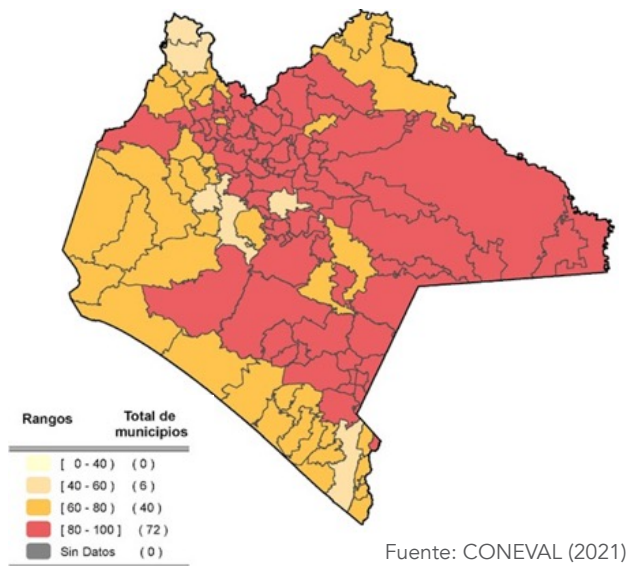 Rangos Total de
municipios
[ 0 - 40 ) ( 0 )
[ 40 - 60 ) ( 6 )
[ 60 - 80 ) ( 40 )
[ 80 - 100 ] ( 72 )
Sin Datos ( 0 )
Fuente: CONEVAL (2021)